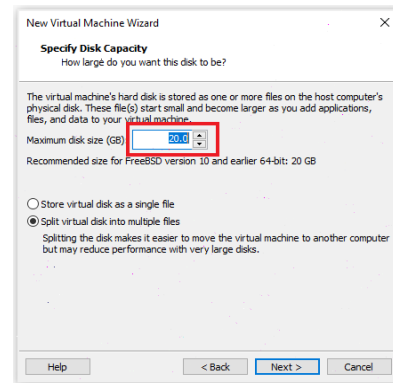 New Virtual Machine Wizard
Specify Disk Capacity
How large do you want this disk to be?
The virtual machine's hard disk is stored as one or more files on the host computer's
physical disk. These file(s) start small and become larger as you add applications,
files, and data to your virtual machine.
Maximum disk size (GB) 20.0
Recommended size for FreeBSD version 10 and earlier 64-bit: 20 GB
Store virtual disk as a single file
Split virtual disk into multiple files
Splitting the disk makes it easier to move the virtual machine to another computer
but may reduce performance with very large disks.
Help < Back Next > Cancel